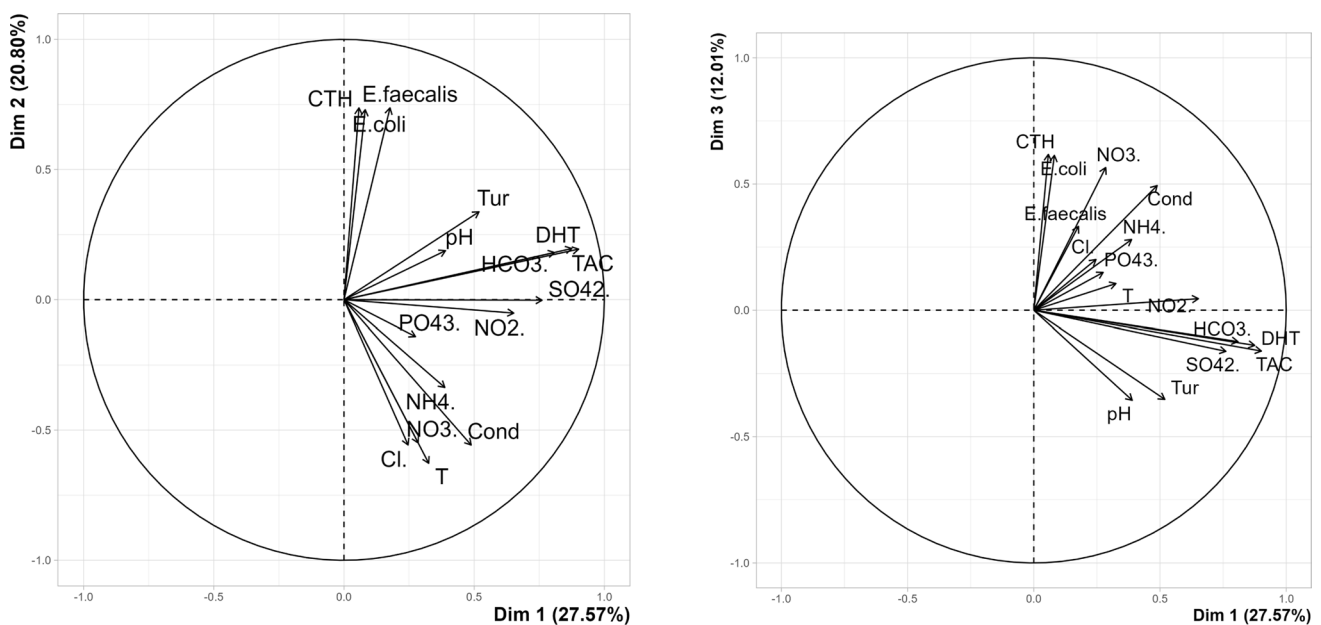 Dim 2 (20.80%)
1.0
0.5
0.0
-0.5
-1.0
CTH
E.faecalis
E.coli
Tur
pH
DHT
HCO3.
TAC
SO42.
PO43.
NO2.
NH4.
NO3.
Cond
Cl.
T
-1.0
-0.5
0.0
0.5
1.0
Dim 1 (27.57%)
Dim 3 (12.01%)
1.0
0.5
0.0
-0.5
-1.0
CTH
NO3.
E.coli
Cond
E.faecalis
NH4.
Cl.
PO43.
T
NO2.
HCO3.
DHT
SO42.
TAC
Tur
pH
-1.0
-0.5
0.0
0.5
1.0
Dim 1 (27.57%)